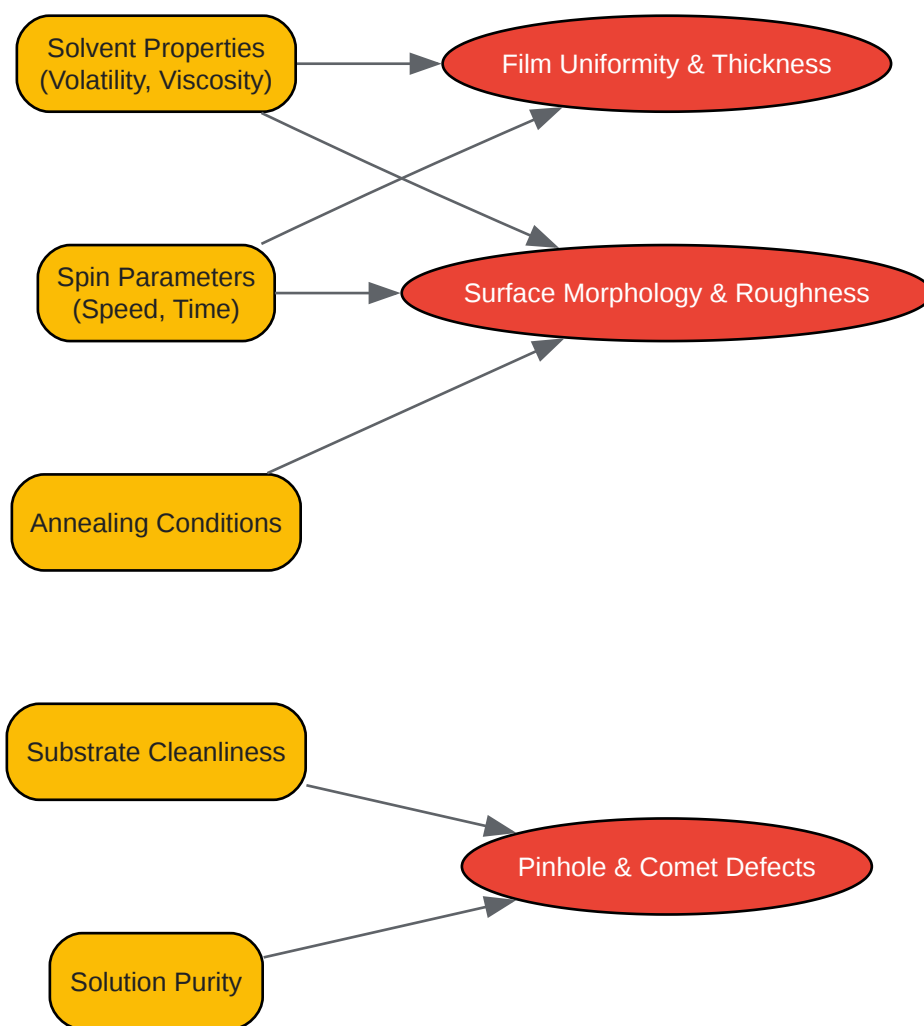 Solvent Properties
(Volatility, Viscosity)
Film Uniformity & Thickness
Spin Parameters
(Speed, Time)
Surface Morphology & Roughness
Annealing Conditions
Substrate Cleanliness
Pinhole & Comet Defects
Solution Purity